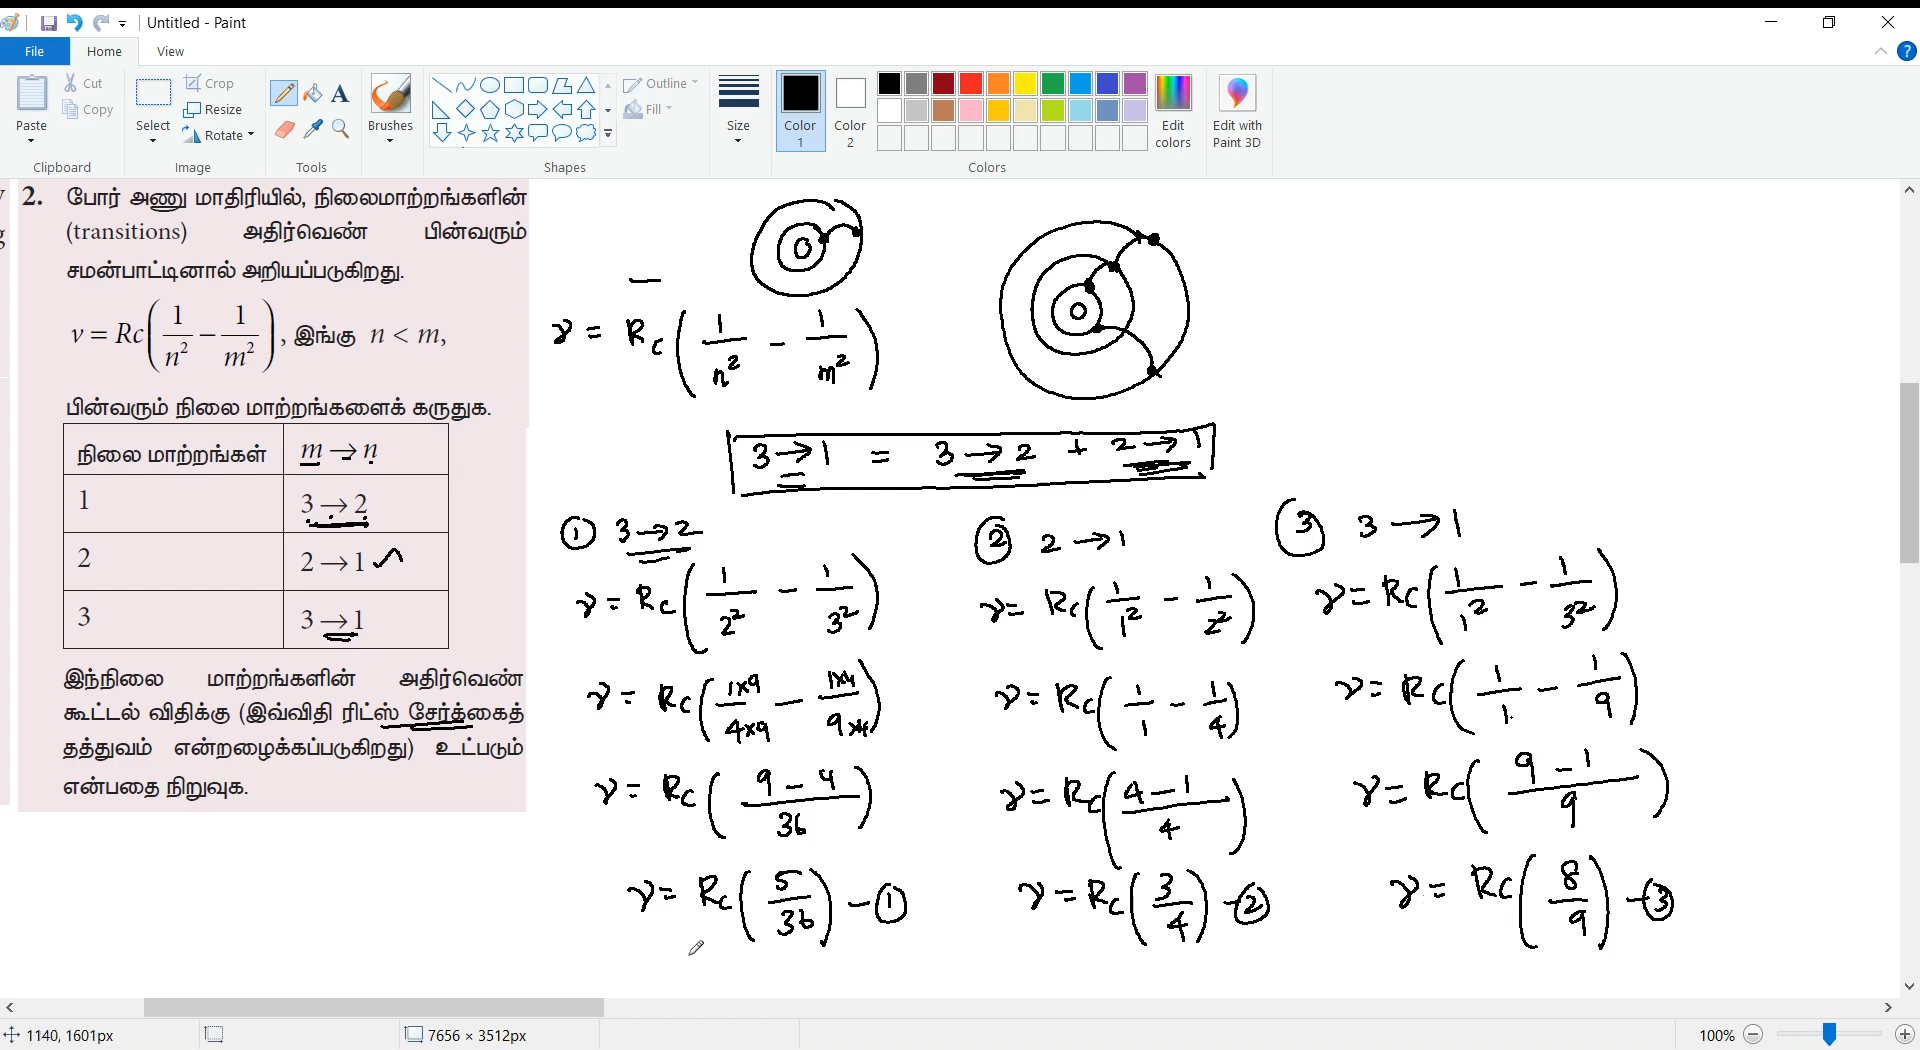 Untitled - Paint
File Home View
Paste Cut Copy Clipboard
Select Crop Resize Rotate Image
Tools
Brushes
Shapes Outline Fill
Size
Color 1 Color 2 Edit colors Edit with Paint 3D
Colors
2. போர் அணு மாதிரியில், நிலைமாற்றங்களின்
(transitions) அதிர்வெண் பின்வரும்
சமன்பாட்டினால் அறியப்படுகிறது.
ν = Rc(1/n² − 1/m²), இங்கு n < m,
பின்வரும் நிலை மாற்றங்களைக் கருதுக.
நிலை மாற்றங்கள் m → n
1 3 → 2
2 2 → 1
3 3 → 1
இந்நிலை மாற்றங்களின் அதிர்வெண்
கூட்டல் விதிக்கு (இவ்விதி ரிட்ஸ் சேர்க்கைத்
தத்துவம் என்றழைக்கப்படுகிறது) உட்படும்
என்பதை நிறுவுக.
ν = Rc(1/n² − 1/m²)
3 → 1 = 3 → 2 + 2 → 1
① 3 → 2
ν = Rc(1/2² − 1/3²)
ν = Rc(1×9/4×9 − 1×4/9×4)
ν = Rc(9 − 4/36)
ν = Rc(5/36) − ①
② 2 → 1
ν = Rc(1/1² − 1/2²)
ν = Rc(1/1 − 1/4)
ν = Rc(4 − 1/4)
ν = Rc(3/4) − ②
③ 3 → 1
ν = Rc(1/1² − 1/3²)
ν = Rc(1/1 − 1/9)
ν = Rc(9 − 1/9)
ν = Rc(8/9) − ③
1140, 1601px 7656 × 3512px 100%